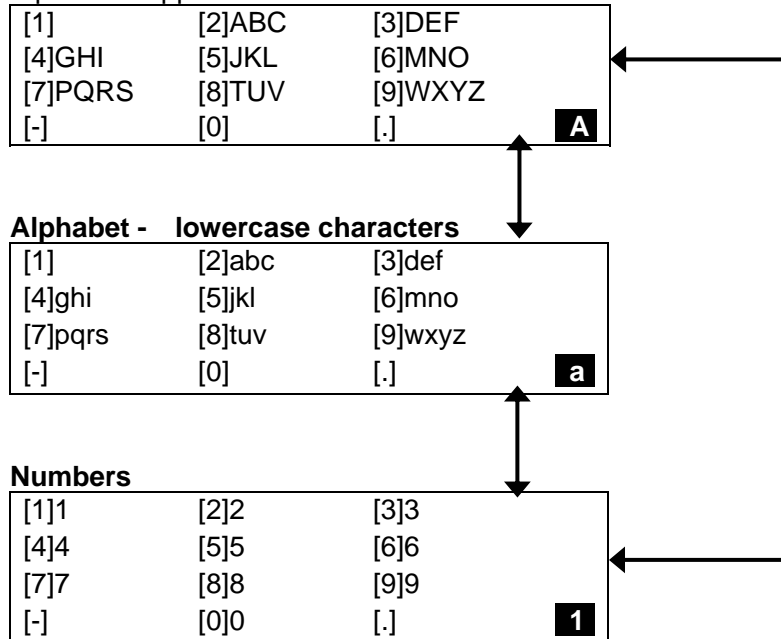 [1] [2]ABC [3]DEF
[4]GHI [5]JKL [6]MNO
[7]PQRS [8]TUV [9]WXYZ
[-] [0] [.] A
Alphabet - lowercase characters
[1] [2]abc [3]def
[4]ghi [5]jkl [6]mno
[7]pqrs [8]tuv [9]wxyz
[-] [0] [.] a
Numbers
[1]1 [2]2 [3]3
[4]4 [5]5 [6]6
[7]7 [8]8 [9]9
[-] [0]0 [.] 1